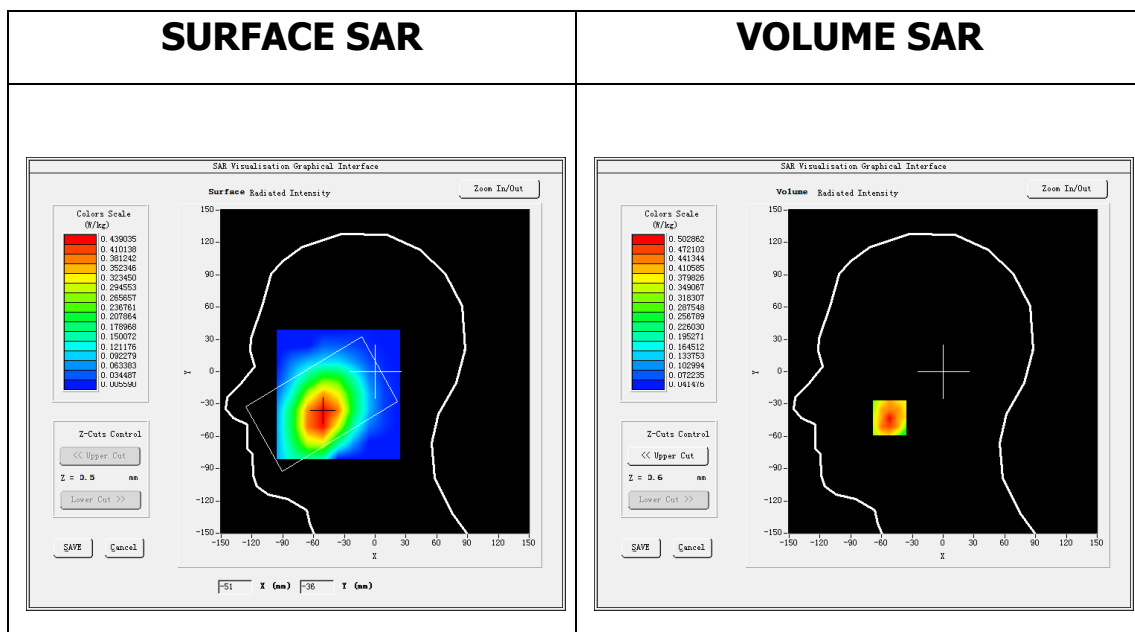 SURFACE SAR
VOLUME SAR
SAR Visualisation Graphical Interface
Surface Radiated Intensity
Zoom In/Out
Colors Scale
(W/kg)
0.439035
0.410138
0.381242
0.352346
0.323450
0.294553
0.265657
0.236761
0.207864
0.178968
0.150072
0.121176
0.092279
0.063383
0.034487
0.005590
Z-Cuts Control
<< Upper Cut
Z = 0.5 mm
Lower Cut >>
SAVE Cancel
150
120
90
60
30
0
-30
-60
-90
-120
-150
Y
-150 -120 -90 -60 -30 0 30 60 90 120 150
X
-51 X (mm) -36 Y (mm)
SAR Visualisation Graphical Interface
Volume Radiated Intensity
Zoom In/Out
Colors Scale
(W/kg)
0.502862
0.472103
0.441344
0.410585
0.379826
0.349067
0.318307
0.287548
0.256789
0.226030
0.195271
0.164512
0.133753
0.102994
0.072235
0.041476
Z-Cuts Control
<< Upper Cut
Z = 0.6 mm
Lower Cut >>
SAVE Cancel
150
120
90
60
30
0
-30
-60
-90
-120
-150
Y
-150 -120 -90 -60 -30 0 30 60 90 120 150
X